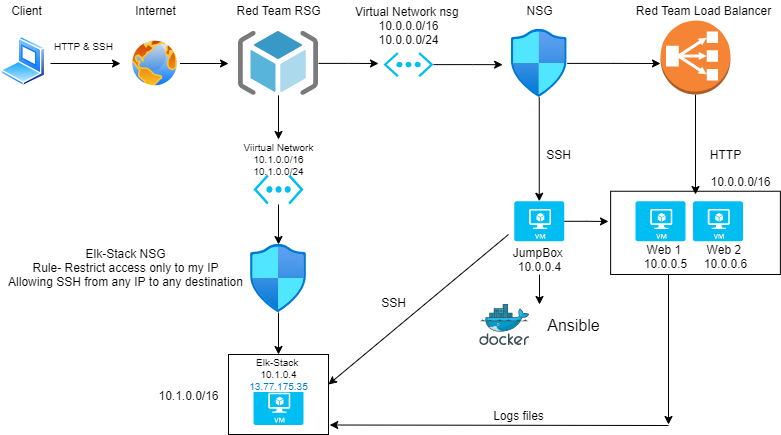 Client
Internet
Red Team RSG
Virtual Network nsg
10.0.0.0/16
10.0.0.0/24
NSG
Red Team Load Balancer
HTTP & SSH
Viirtual Network
10.1.0.0/16
10.1.0.0/24
SSH
HTTP
10.0.0.0/16
VM
VM
VM
JumpBox
10.0.0.4
Web 1
10.0.0.5
Web 2
10.0.0.6
Elk-Stack NSG
Rule- Restrict access only to my IP
Allowing SSH from any IP to any destination
SSH
docker
Ansible
Elk-Stack
10.1.0.4
13.77.175.35
VM
10.1.0.0/16
Logs files